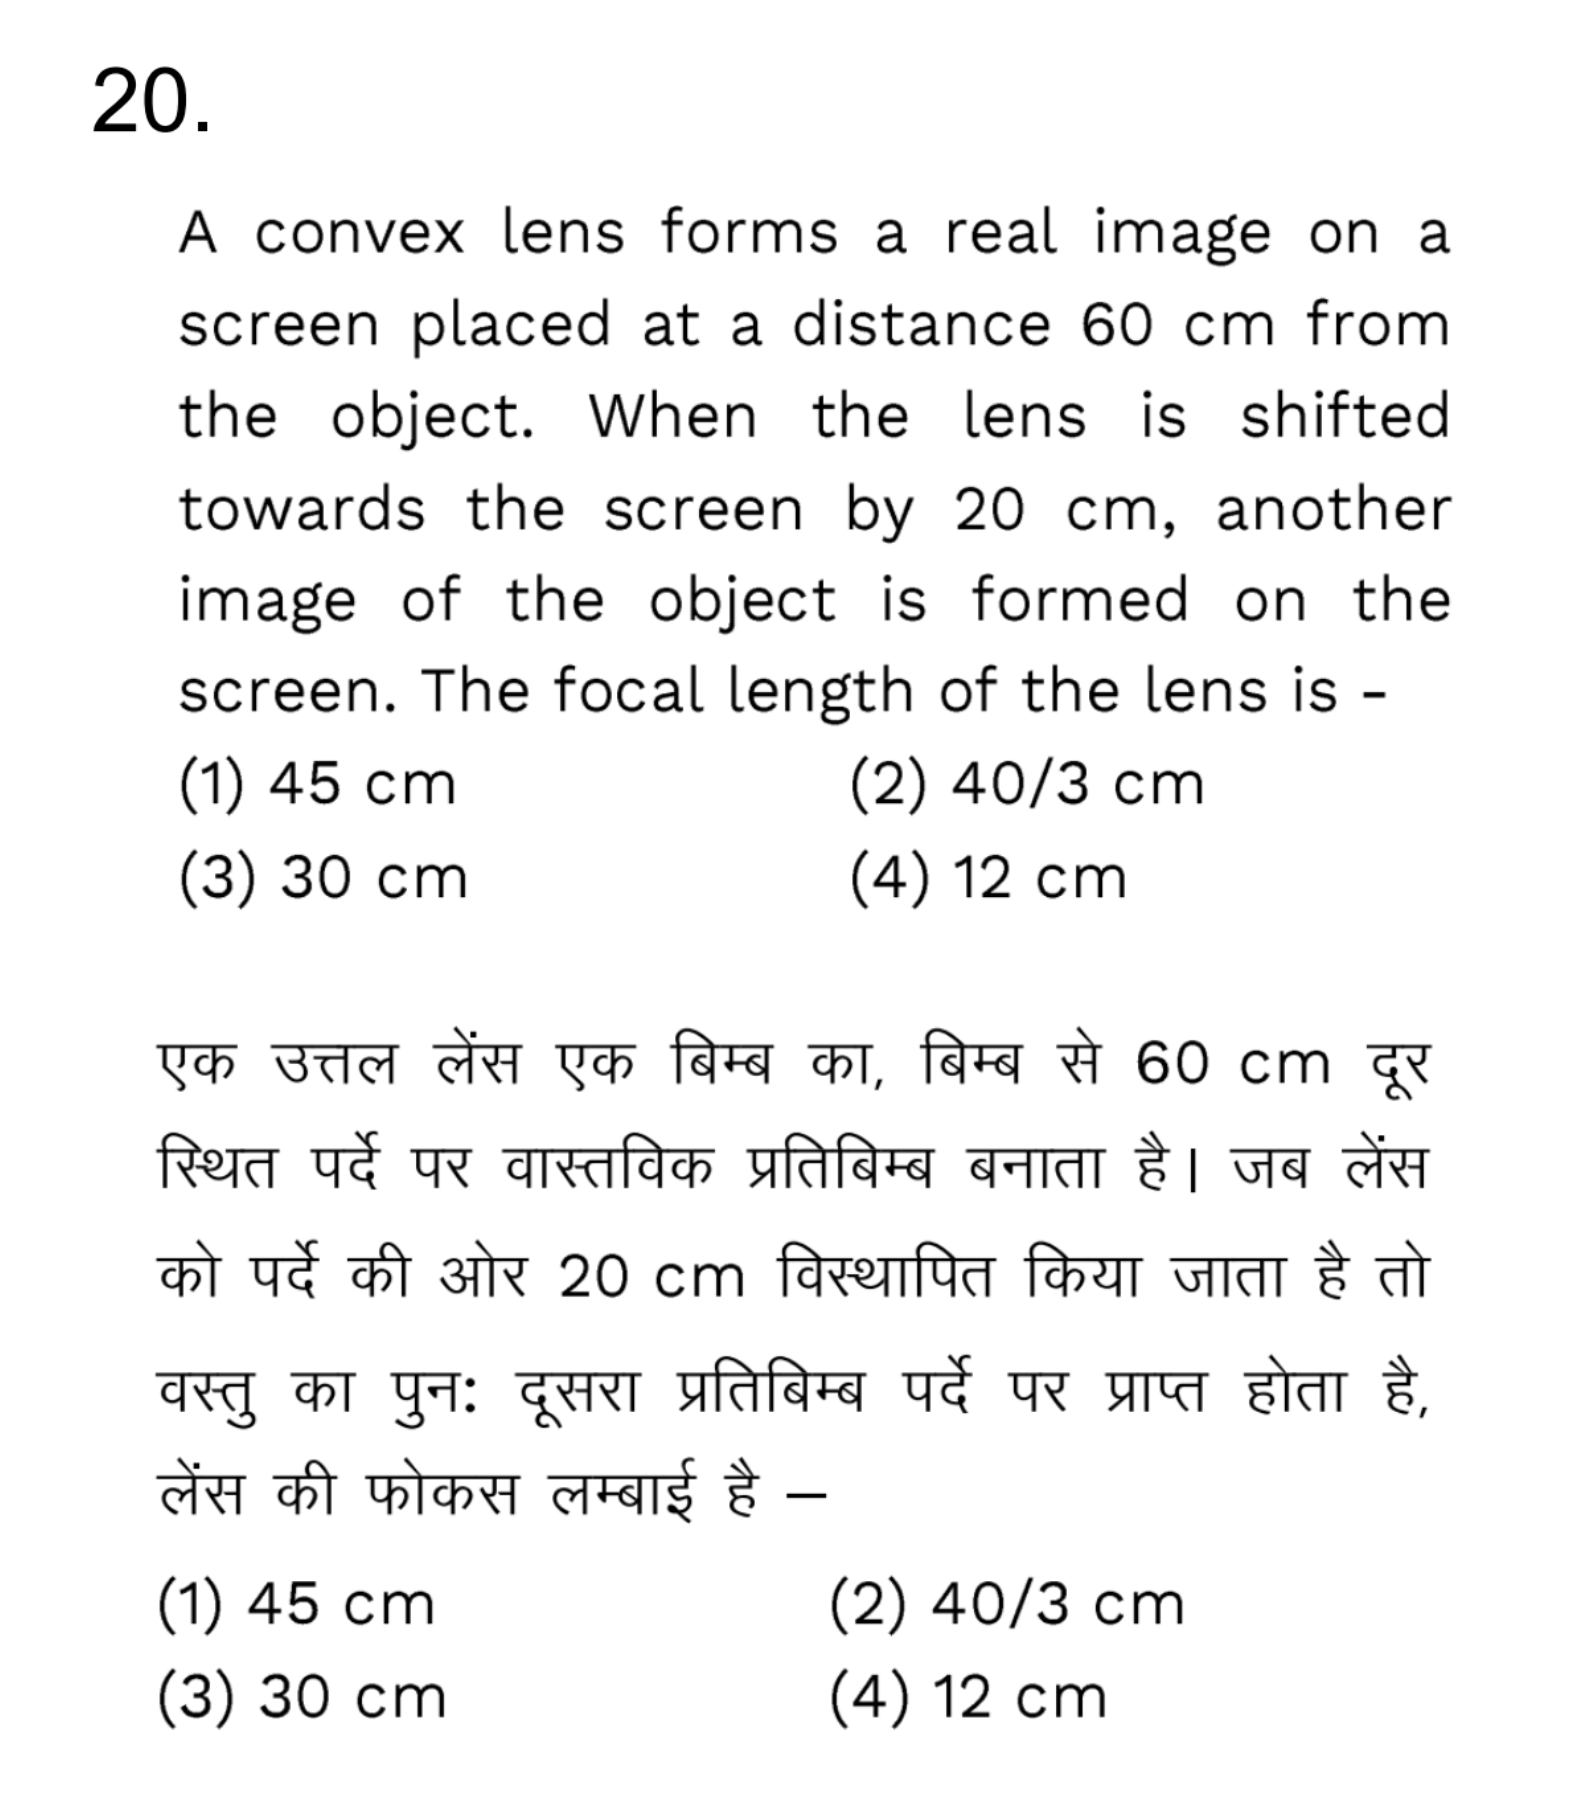 20.
A convex lens forms a real image on a
screen placed at a distance 60 cm from
the object. When the lens is shifted
towards the screen by 20 cm, another
image of the object is formed on the
screen. The focal length of the lens is -
(1) 45 cm (2) 40/3 cm
(3) 30 cm (4) 12 cm
एक उत्तल लेंस एक बिम्ब का, बिम्ब से 60 cm दूर
स्थित पर्दे पर वास्तविक प्रतिबिम्ब बनाता है। जब लेंस
को पर्दे की ओर 20 cm विस्थापित किया जाता है तो
वस्तु का पुन: दूसरा प्रतिबिम्ब पर्दे पर प्राप्त होता है,
लेंस की फोकस लम्बाई है –
(1) 45 cm (2) 40/3 cm
(3) 30 cm (4) 12 cm